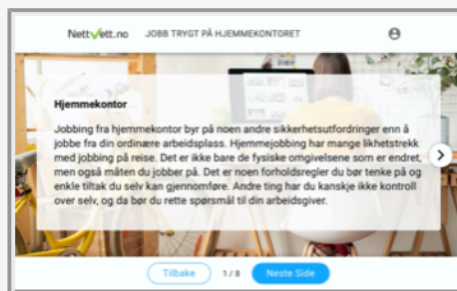 Nettvett.no JOBB TRYGT PÅ HJEMMEKONTORET
Hjemmekontor
Jobbing fra hjemmekontor byr på noen andre sikkerhetsutfordringer enn å
jobbe fra din ordinære arbeidsplass. Hjemmejobbing har mange likhetstrekk
med jobbing på reise. Det er ikke bare de fysiske omgivelsene som er endret,
men også måten du jobber på. Det er noen forholdsregler du bør tenke på og
enkle tiltak du selv kan gjennomføre. Andre ting har du kanskje ikke kontroll
over selv, og da bør du rette spørsmål til din arbeidsgiver.
Tilbake 1 / 8 Neste Side